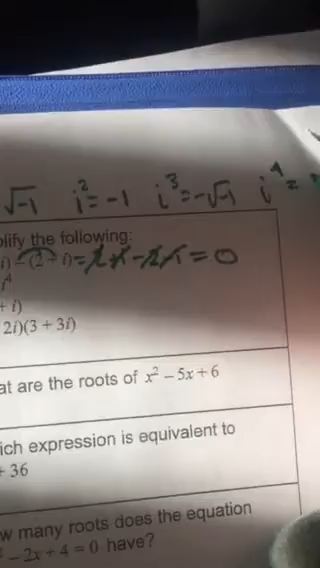 √-1 i²=-1 i³=-√-1 i⁴=
plify the following:
i) -(2+i)= =0
i⁴
+ i)
2i)(3 + 3i)
at are the roots of x² – 5x + 6
ich expression is equivalent to
+ 36
w many roots does the equation
² – 2x + 4 = 0 have?